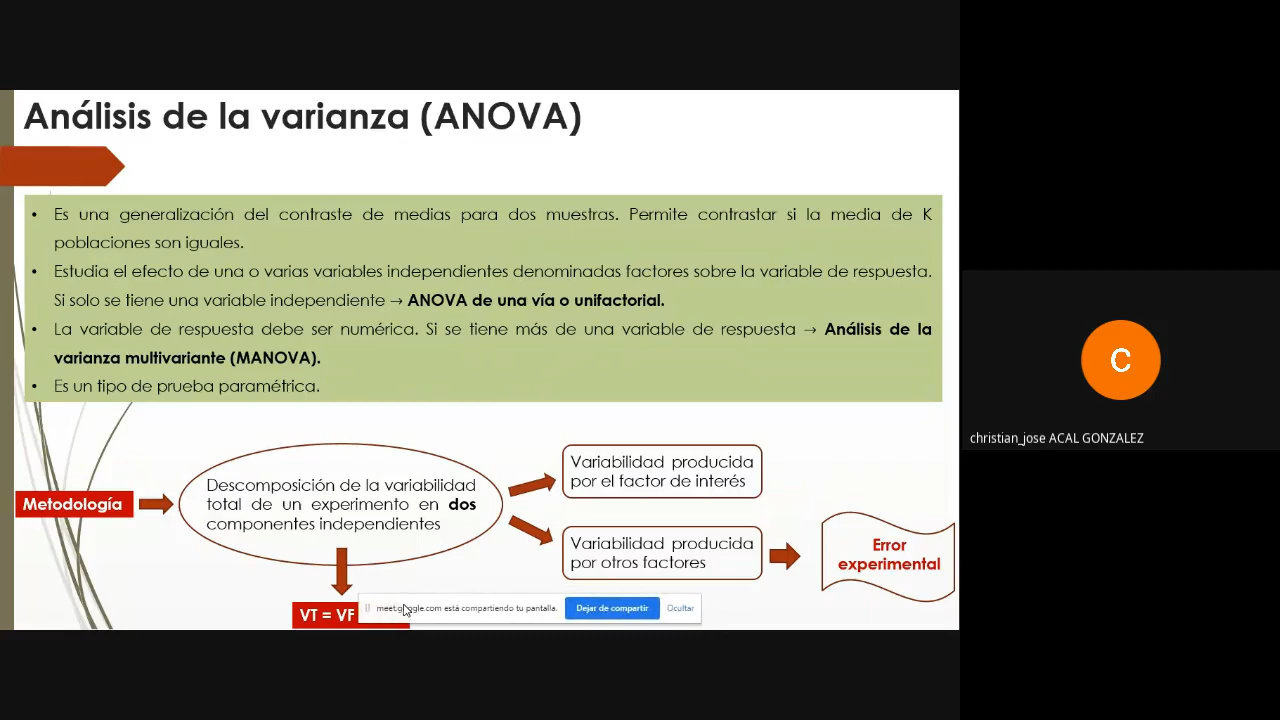 Análisis de la varianza (ANOVA)
• Es una generalización del contraste de medias para dos muestras. Permite contrastar si la media de K
poblaciones son iguales.
• Estudia el efecto de una o varias variables independientes denominadas factores sobre la variable de respuesta.
Si solo se tiene una variable independiente → ANOVA de una vía o unifactorial.
• La variable de respuesta debe ser numérica. Si se tiene más de una variable de respuesta → Análisis de la
varianza multivariante (MANOVA).
• Es un tipo de prueba paramétrica.
Metodología
Descomposición de la variabilidad
total de un experimento en dos
componentes independientes
Variabilidad producida
por el factor de interés
Variabilidad producida
por otros factores
Error
experimental
VT = VF
meet.google.com está compartiendo tu pantalla.
Dejar de compartir
Ocultar
C
christian_jose ACAL GONZALEZ